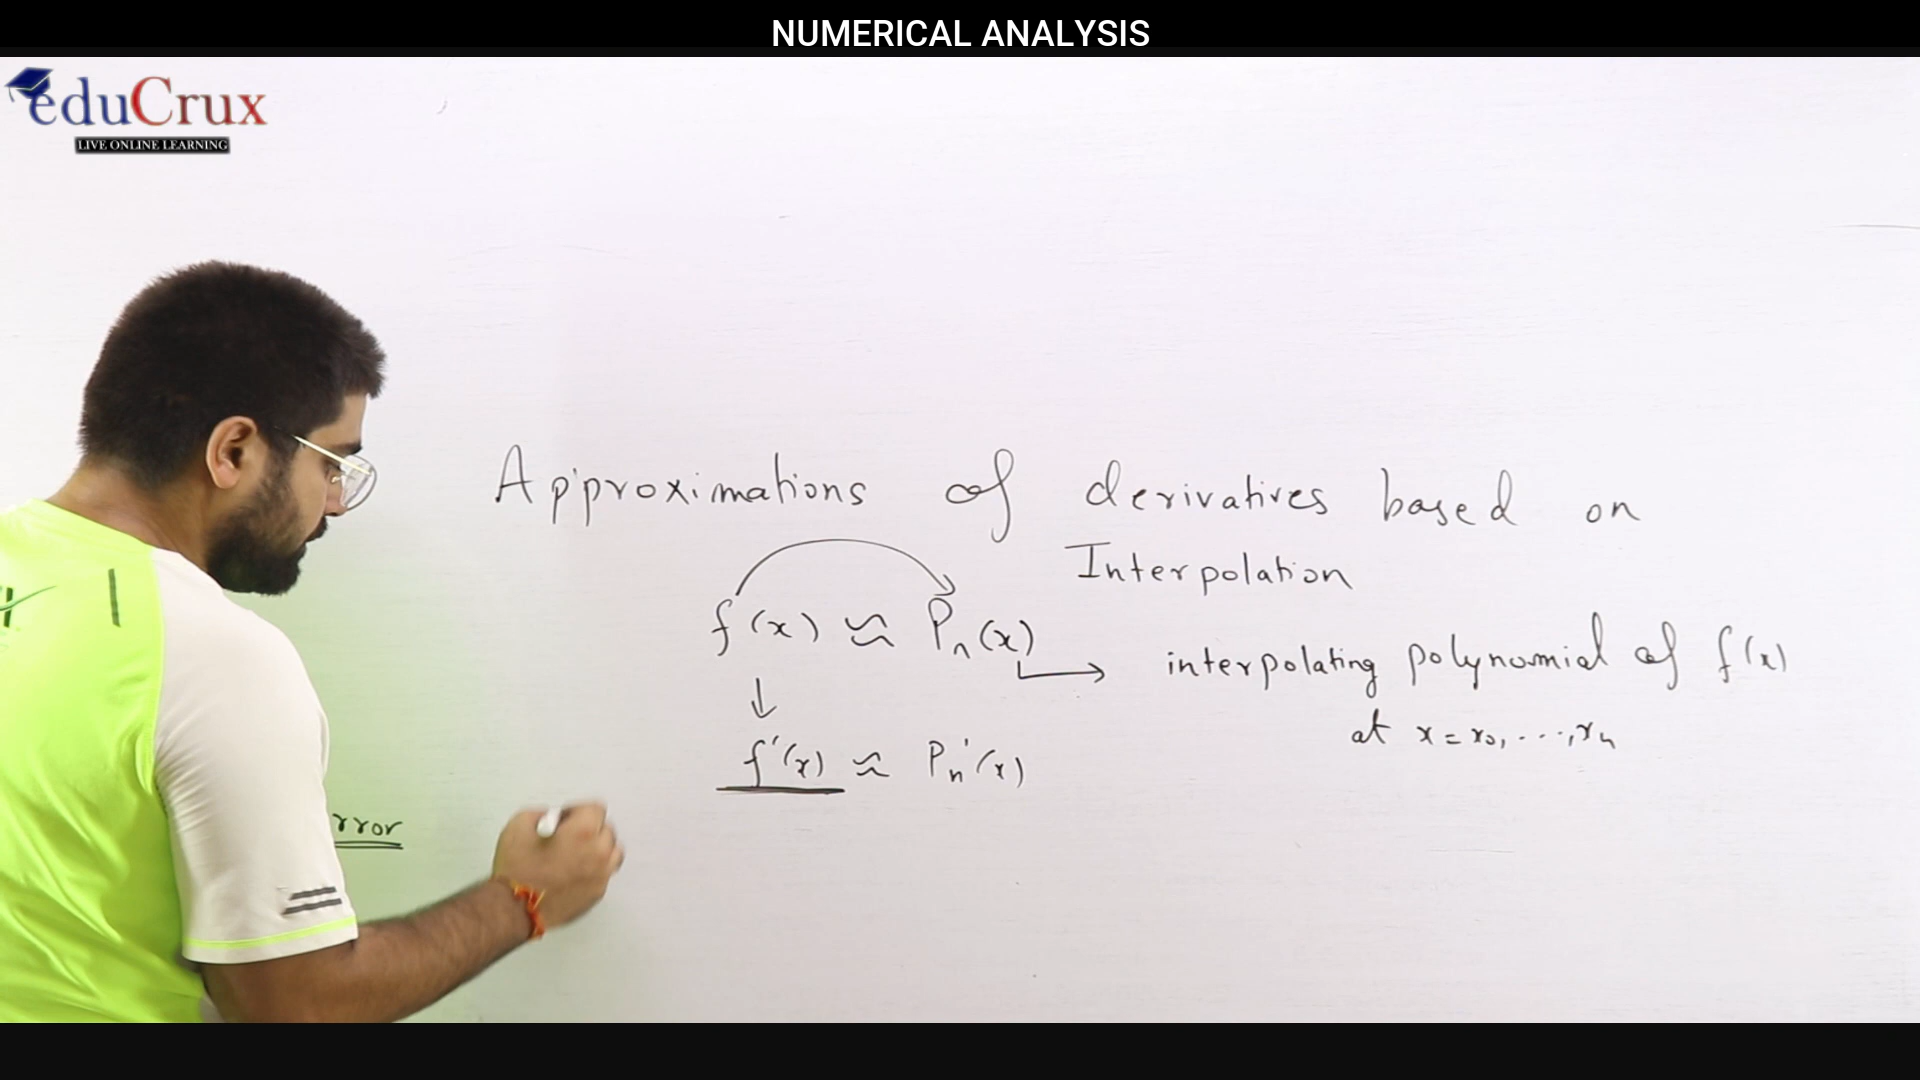 NUMERICAL ANALYSIS
eduCrux
LIVE ONLINE LEARNING
Approximations of derivatives based on
Interpolation
f(x) ≈ Pₙ(x) → interpolating polynomial of f(x)
at x = x₀, ..., xₙ
↓
f'(x) ≈ Pₙ'(x)
rror